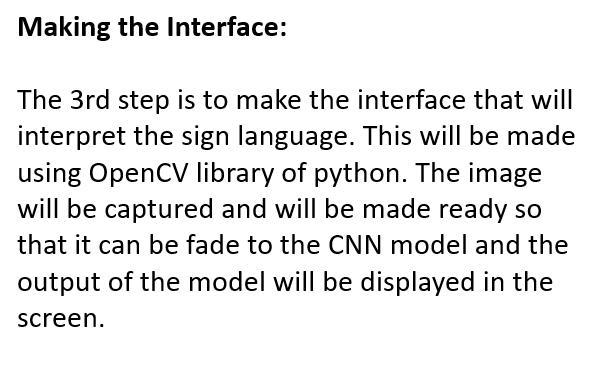 Making the Interface:
The 3rd step is to make the interface that will
interpret the sign language. This will be made
using OpenCV library of python. The image
will be captured and will be made ready so
that it can be fade to the CNN model and the
output of the model will be displayed in the
screen.